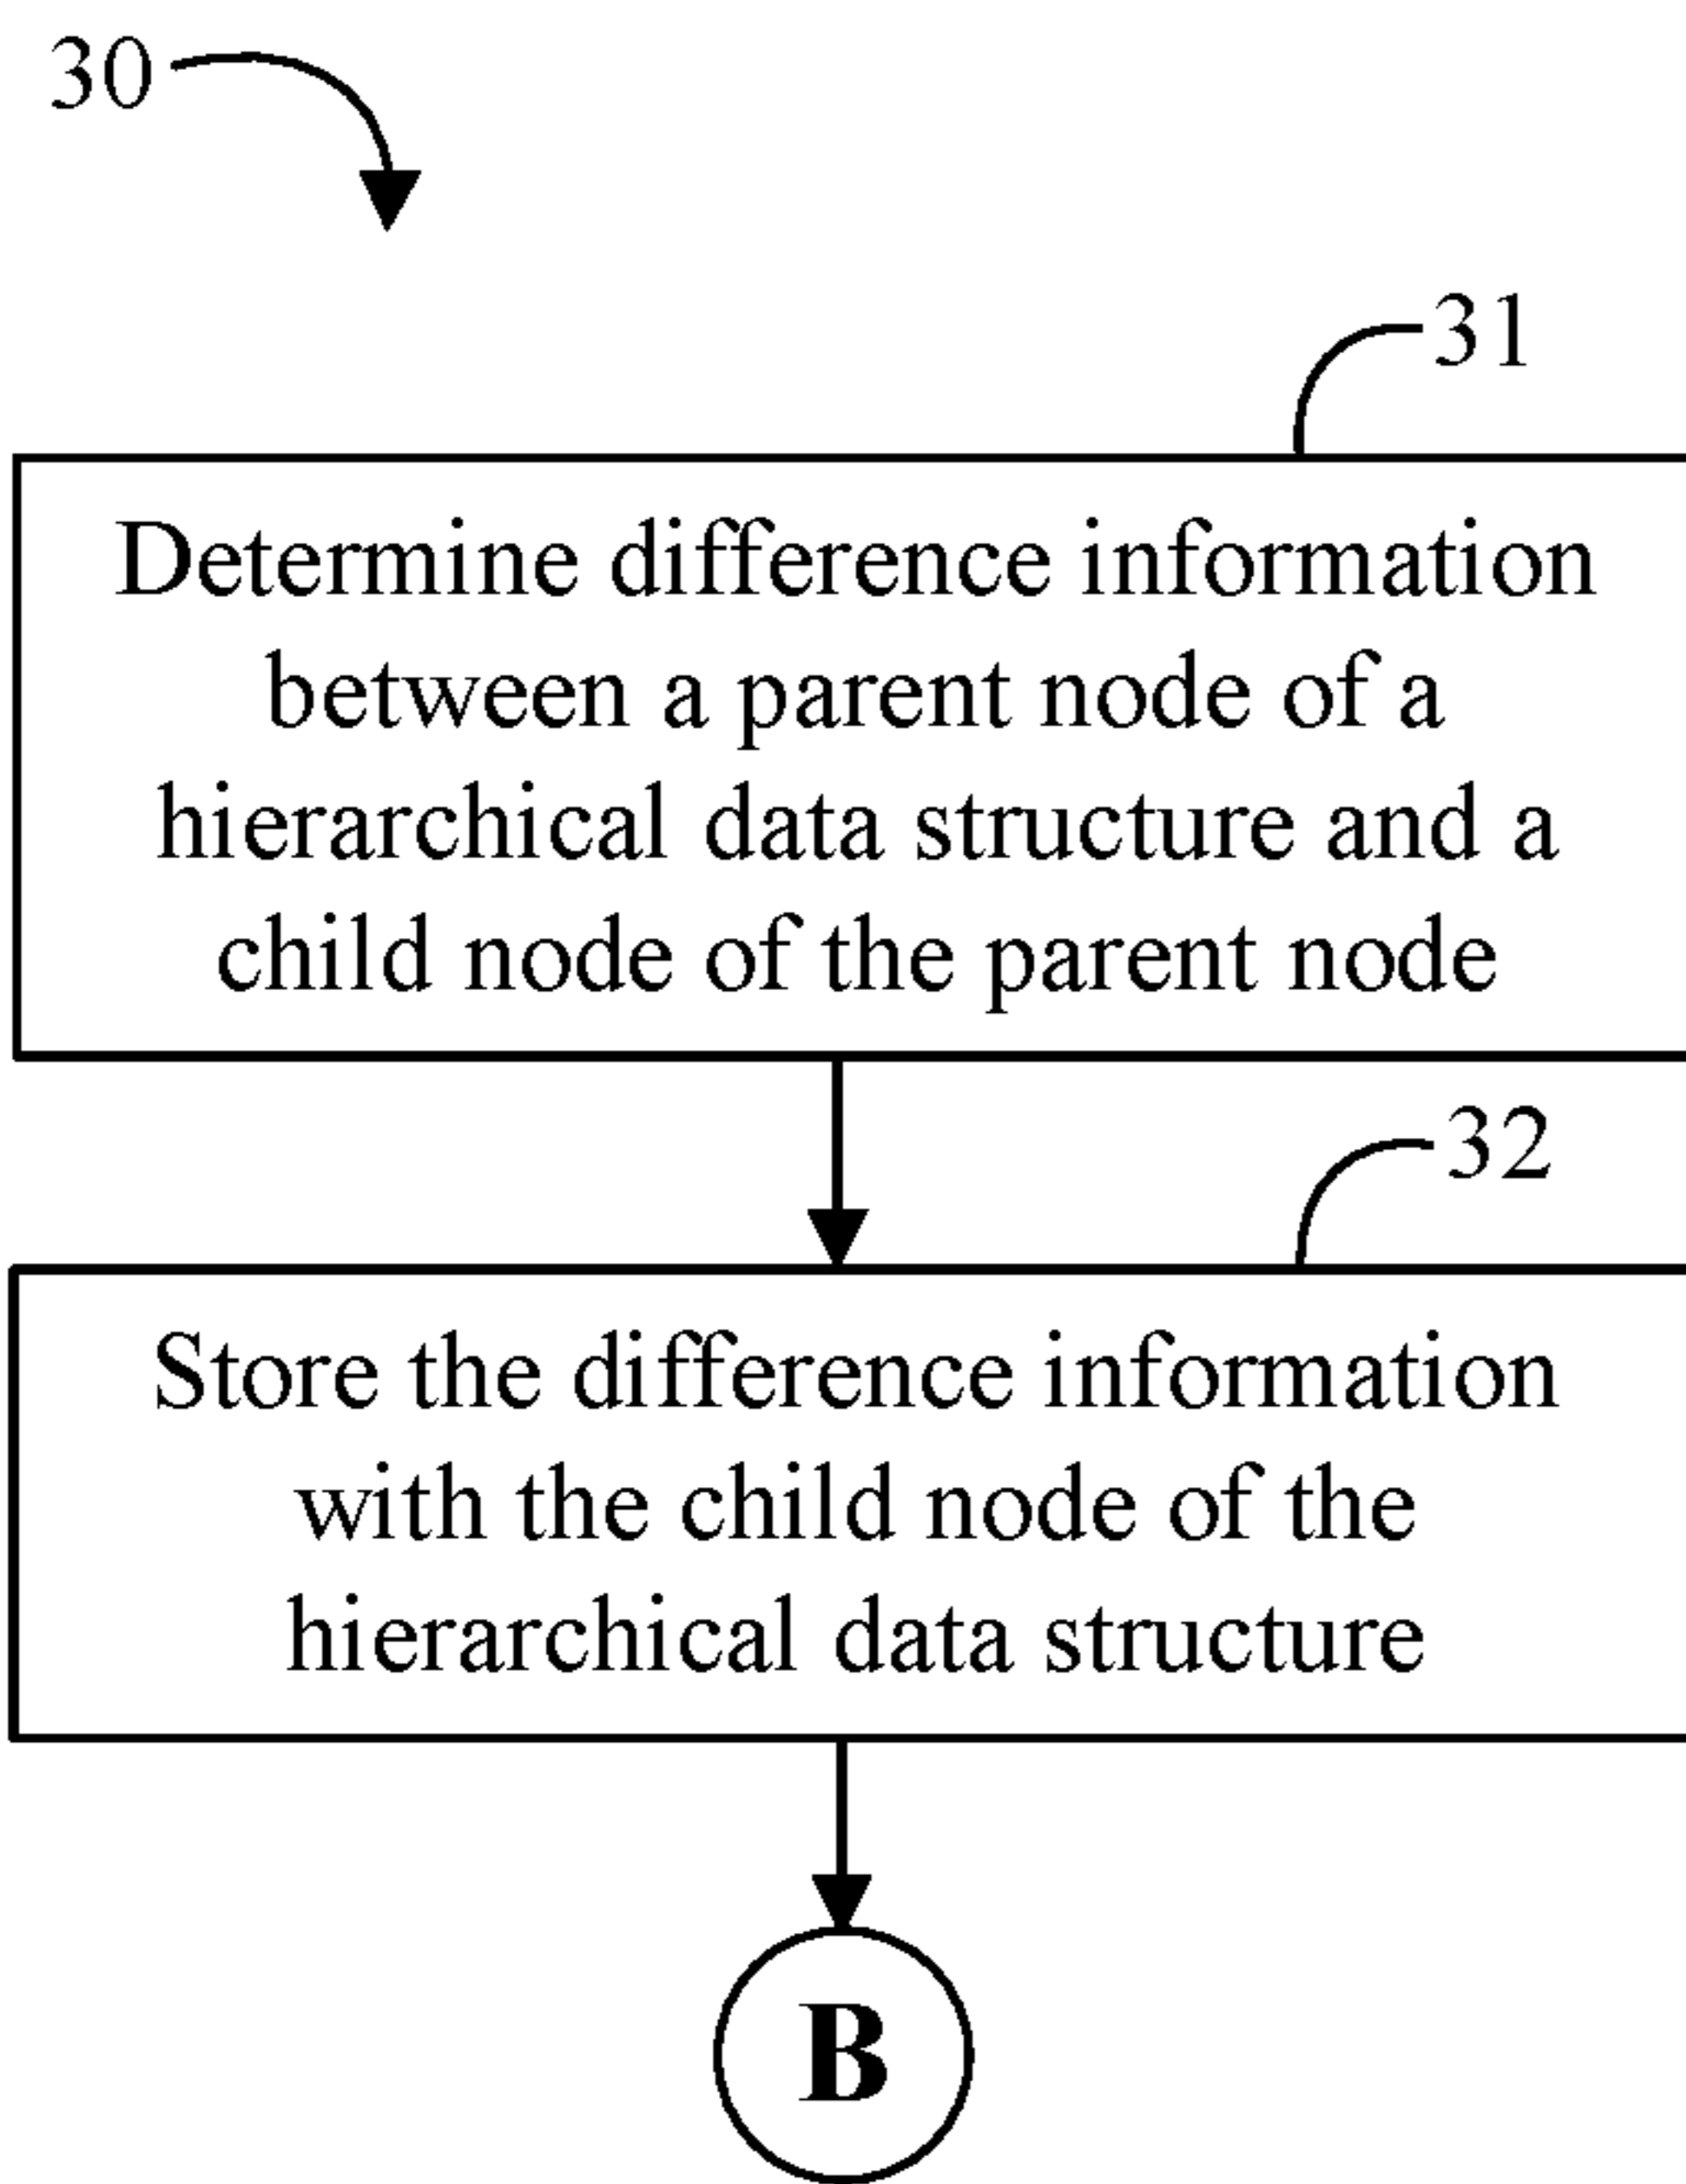 30
31
Determine difference information
between a parent node of a
hierarchical data structure and a
child node of the parent node
32
Store the difference information
with the child node of the
hierarchical data structure
B